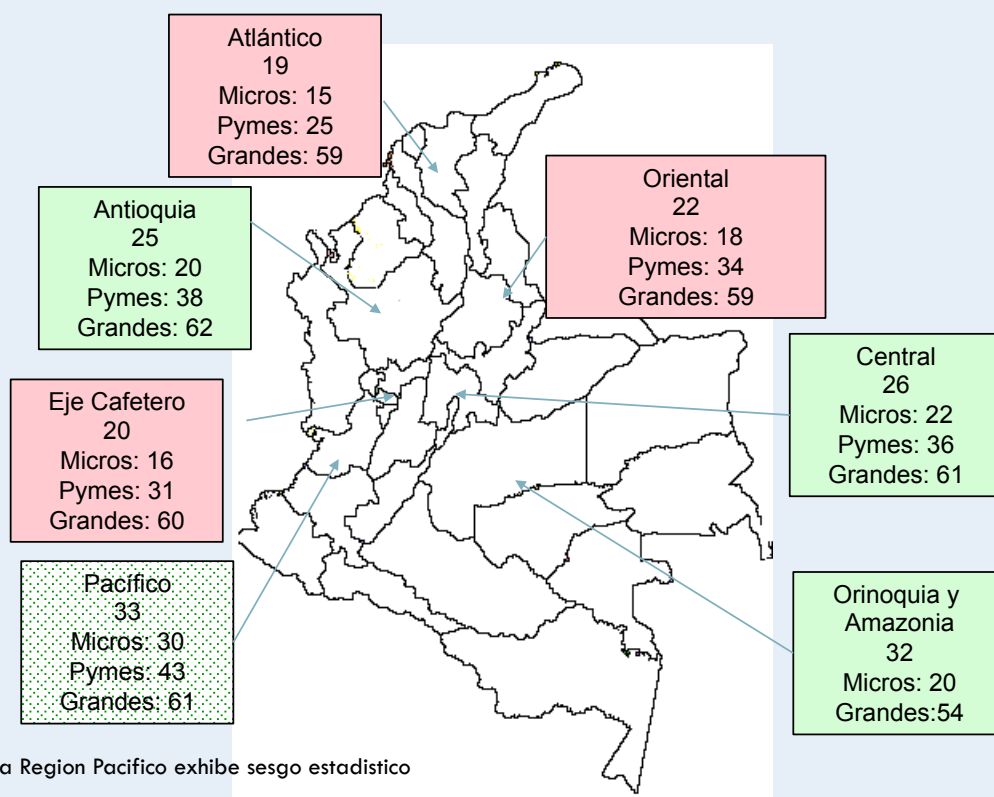 Atlántico
19
Micros: 15
Pymes: 25
Grandes: 59
Oriental
22
Micros: 18
Pymes: 34
Grandes: 59
Antioquia
25
Micros: 20
Pymes: 38
Grandes: 62
Central
26
Micros: 22
Pymes: 36
Grandes: 61
Eje Cafetero
20
Micros: 16
Pymes: 31
Grandes: 60
Pacífico
33
Micros: 30
Pymes: 43
Grandes: 61
Orinoquia y
Amazonia
32
Micros: 20
Grandes:54
a Region Pacifico exhibe sesgo estadistico